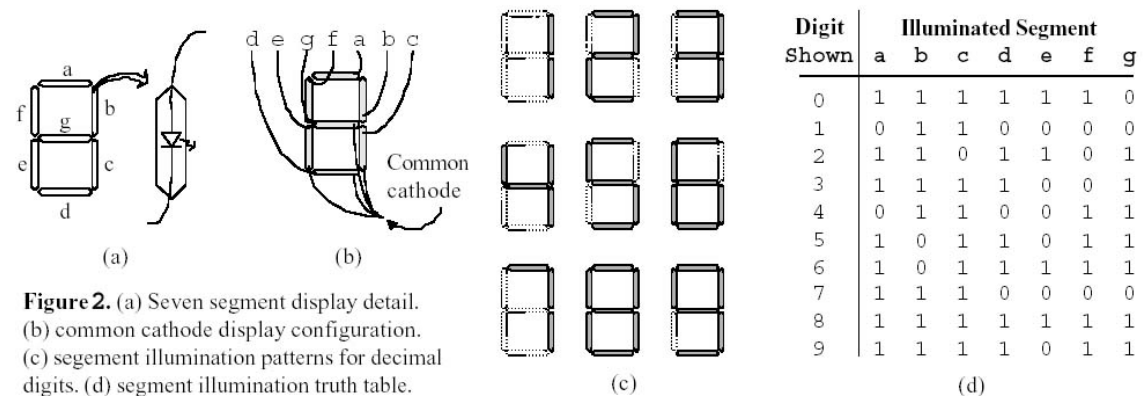 a
f
b
g
e
c
d
(a)
d e g f a b c
Common
cathode
(b)
(c)
Digit Illuminated Segment
Shown a b c d e f g
0 1 1 1 1 1 1 0
1 0 1 1 0 0 0 0
2 1 1 0 1 1 0 1
3 1 1 1 1 0 0 1
4 0 1 1 0 0 1 1
5 1 0 1 1 0 1 1
6 1 0 1 1 1 1 1
7 1 1 1 0 0 0 0
8 1 1 1 1 1 1 1
9 1 1 1 1 0 1 1
(d)
Figure 2. (a) Seven segment display detail.
(b) common cathode display configuration.
(c) segement illumination patterns for decimal
digits. (d) segment illumination truth table.